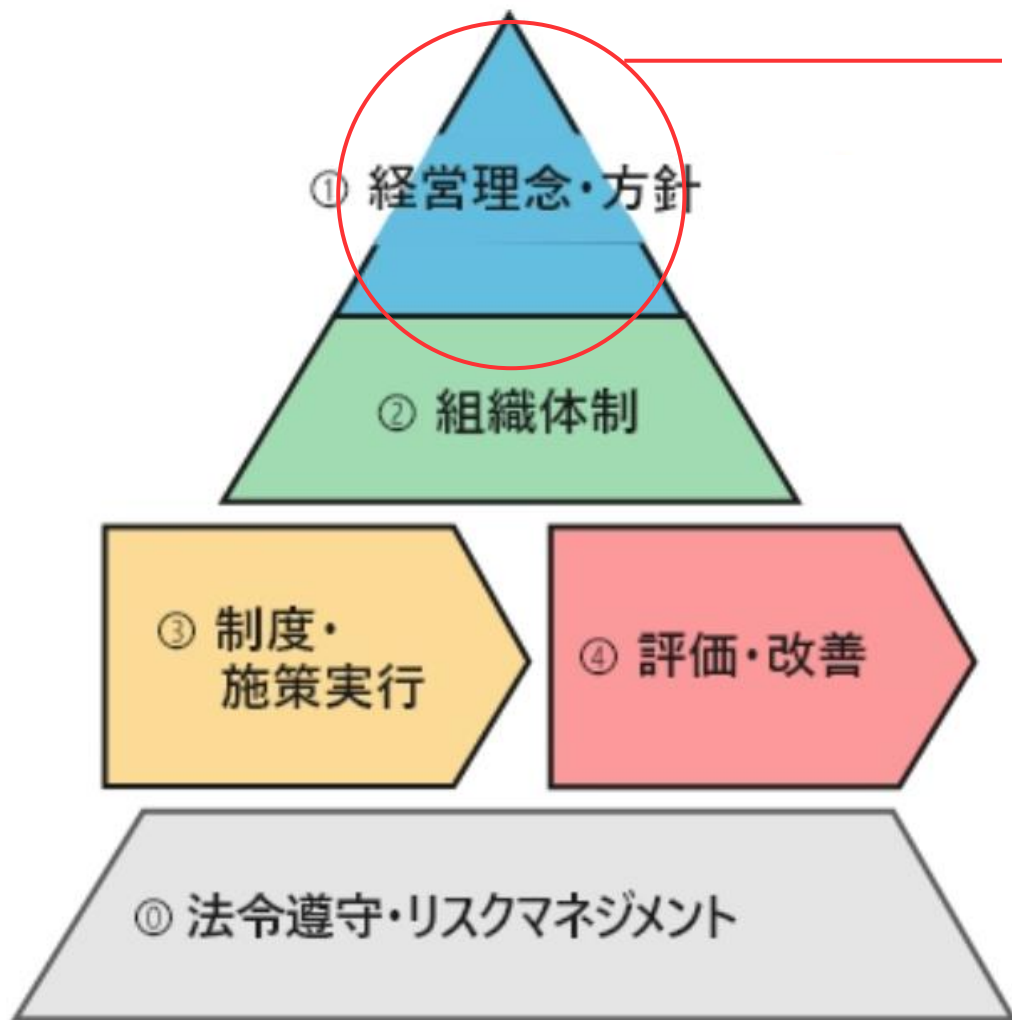 ① 経営理念・方針
② 組織体制
③ 制度・
施策実行
④ 評価・改善
⓪ 法令遵守・リスクマネジメント